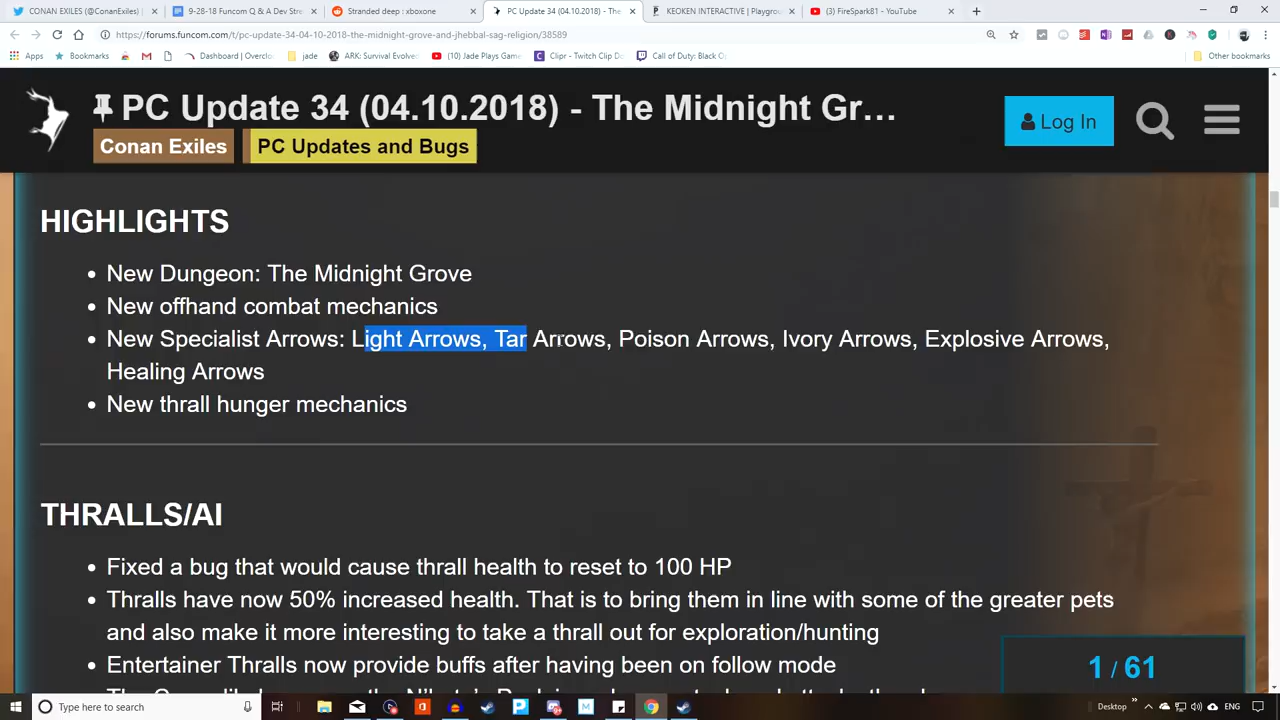 CONAN EXILES (@ConanExiles)
9-28-18 Funcom Q & A Dev Stre
Stranded deep : xboxone
PC Update 34 (04.10.2018) - The
KEOKEN INTERACTIVE | Playgrou
(3) FireSpark81 - YouTube
https://forums.funcom.com/t/pc-update-34-04-10-2018-the-midnight-grove-and-jhebbal-sag-religion/38589
Apps
Bookmarks
Dashboard | Overclo
jade
ARK: Survival Evolve
(10) Jade Plays Game
Clipr - Twitch Clip Do
Call of Duty: Black O
Other bookmarks
PC Update 34 (04.10.2018) - The Midnight Gr...
Conan Exiles
PC Updates and Bugs
Log In
HIGHLIGHTS
• New Dungeon: The Midnight Grove
• New offhand combat mechanics
• New Specialist Arrows: Light Arrows, Tar Arrows, Poison Arrows, Ivory Arrows, Explosive Arrows,
Healing Arrows
• New thrall hunger mechanics
THRALLS/AI
• Fixed a bug that would cause thrall health to reset to 100 HP
• Thralls have now 50% increased health. That is to bring them in line with some of the greater pets
and also make it more interesting to take a thrall out for exploration/hunting
• Entertainer Thralls now provide buffs after having been on follow mode
1 / 61
Type here to search
Desktop
ENG